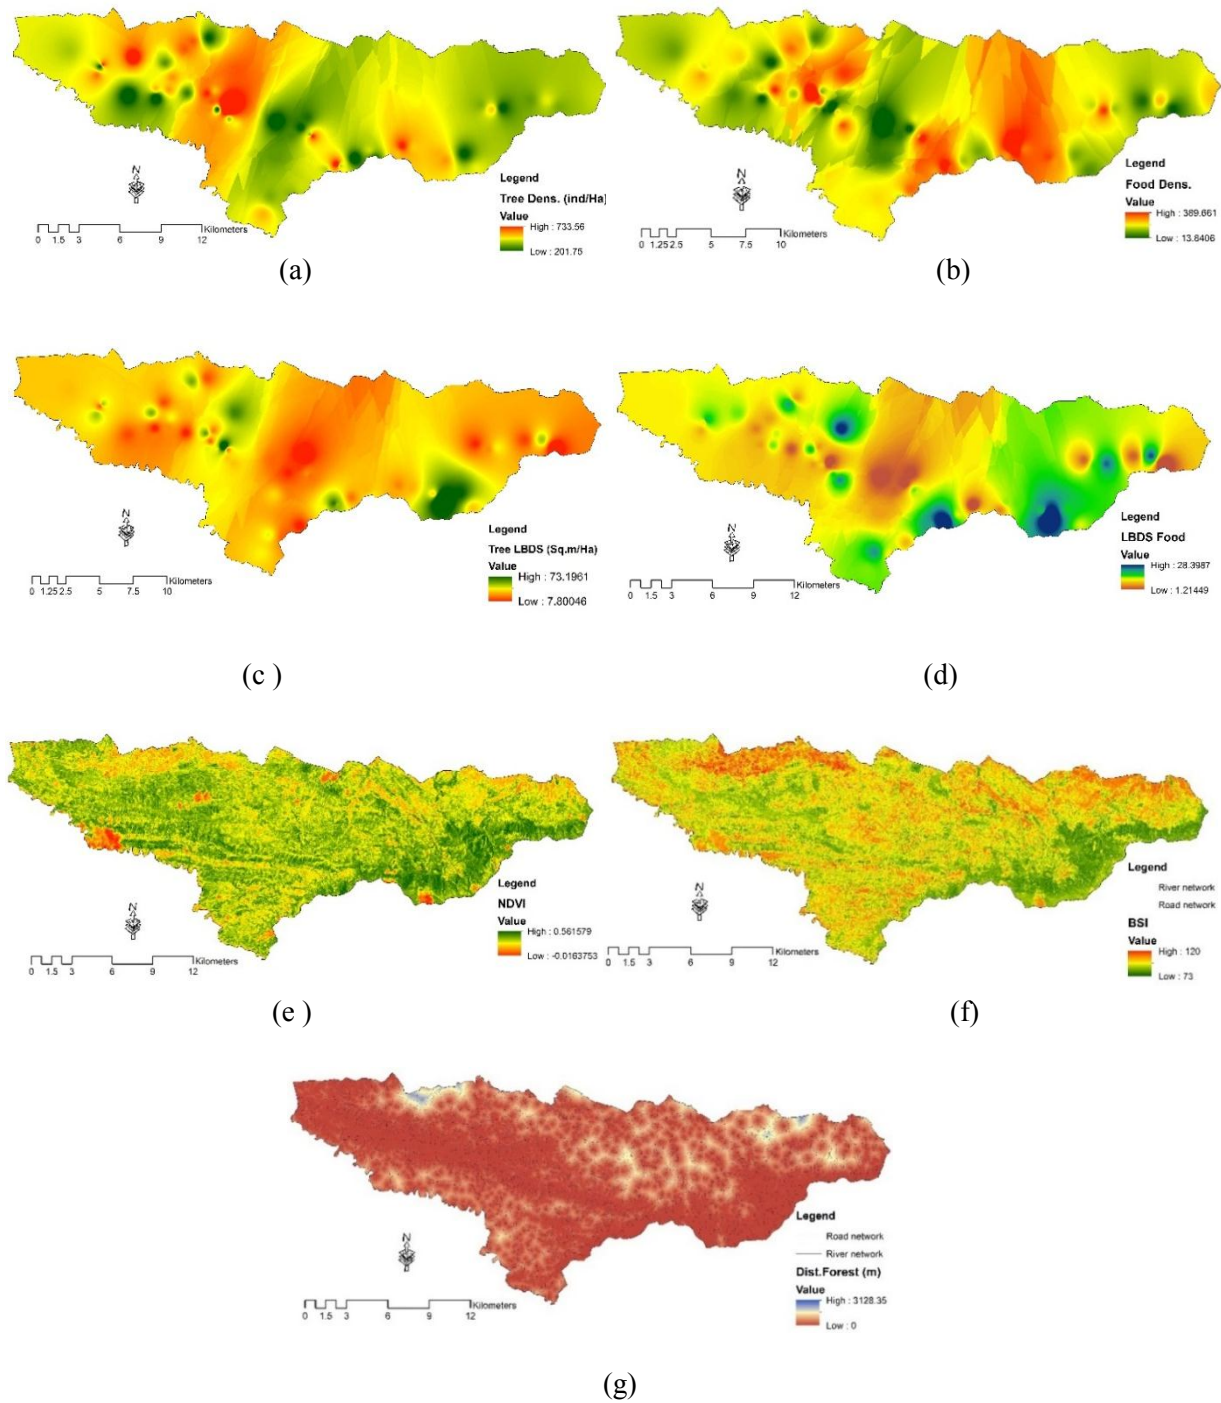 N
Legend
Tree Dens. (ind/Ha)
Value
High : 733.56
Low : 201.75
Kilometers
0 1.5 3 6 9 12
(a)
N
Legend
Food Dens.
Value
High : 389.661
Low : 13.6406
Kilometers
0 1.25 2.5 5 7.5 10
(b)
N
Legend
Tree LBDS (Sq.m/Ha)
Value
High : 73.1961
Low : 7.80046
Kilometers
0 1.25 2.5 5 7.5 10
(c )
N
Legend
LBDS Food
Value
High : 28.3987
Low : 1.21449
Kilometers
0 1.5 3 6 9 12
(d)
N
Legend
NDVI
Value
High : 0.561579
Low : -0.0163753
Kilometers
0 1.5 3 6 9 12
(e )
N
Legend
River network
Road network
BSI
Value
High : 120
Low : 73
Kilometers
0 1.5 3 6 9 12
(f)
N
Legend
Road network
River network
Dist.Forest (m)
Value
High : 3128.35
Low : 0
Kilometers
0 1.5 3 6 9 12
(g)